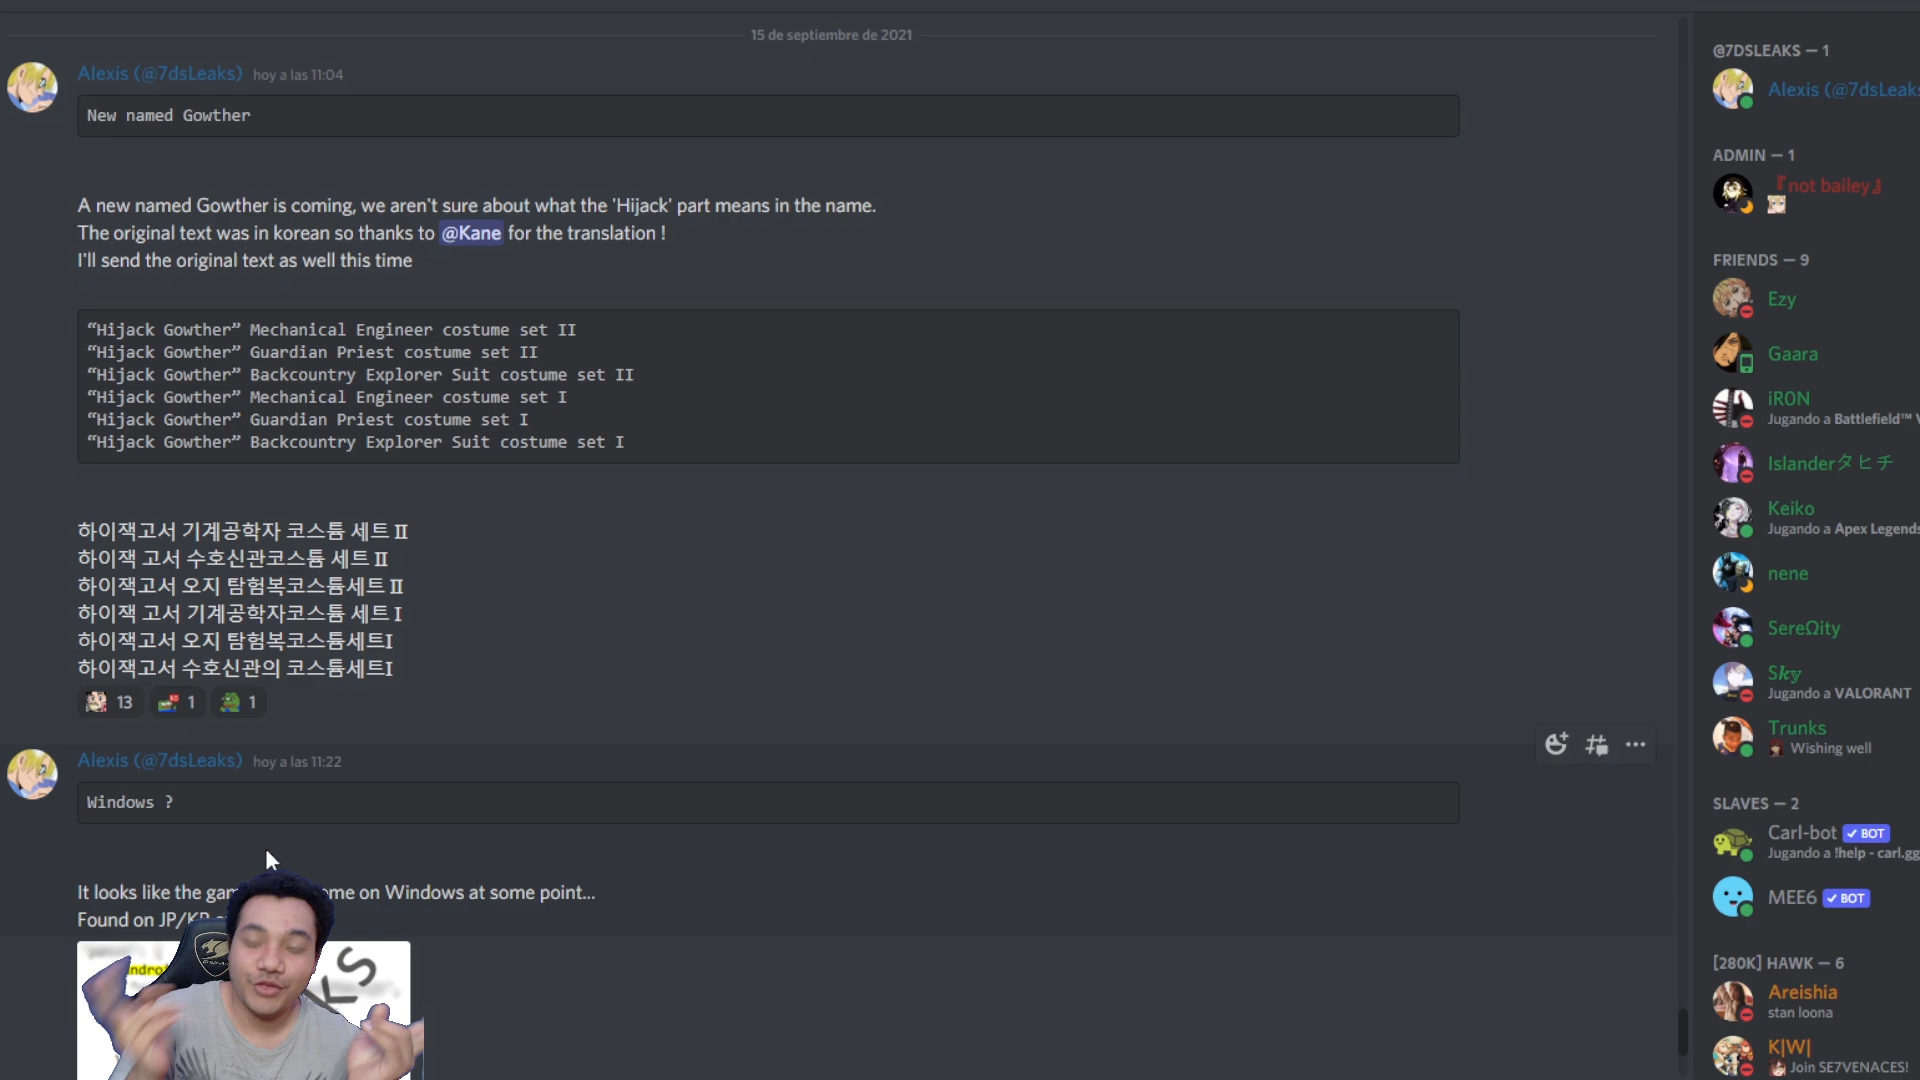 15 de septiembre de 2021
Alexis (@7dsLeaks) hoy a las 11:04
New named Gowther
A new named Gowther is coming, we aren't sure about what the 'Hijack' part means in the name.
The original text was in korean so thanks to @Kane for the translation !
I'll send the original text as well this time
“Hijack Gowther” Mechanical Engineer costume set II
“Hijack Gowther” Guardian Priest costume set II
“Hijack Gowther” Backcountry Explorer Suit costume set II
“Hijack Gowther” Mechanical Engineer costume set I
“Hijack Gowther” Guardian Priest costume set I
“Hijack Gowther” Backcountry Explorer Suit costume set I
하이잭고서 기계공학자 코스튬 세트 Ⅱ
하이잭 고서 수호신관코스튬 세트 Ⅱ
하이잭고서 오지 탐험복코스튬세트 Ⅱ
하이잭 고서 기계공학자코스튬 세트 Ⅰ
하이잭고서 오지 탐험복코스튬세트Ⅰ
하이잭고서 수호신관의 코스튬세트Ⅰ
13 1 1
Alexis (@7dsLeaks) hoy a las 11:22
Windows ?
It looks like the on Windows at some point...
Found on
@7DSLEAKS — 1
Alexis (@7dsLeaks
ADMIN — 1
『not bailey』
FRIENDS — 9
Ezy
Gaara
iR0N
Jugando a Battlefield™ V
Islanderタヒチ
Keiko
Jugando a Apex Legends
nene
SereΩity
Sky
Jugando a VALORANT
Trunks
Wishing well
SLAVES — 2
Carl-bot ✓ BOT
Jugando a !help - carl.gg
MEE6 ✓ BOT
[280K] HAWK — 6
Areishia
stan loona
K|W|
Join SE7VENACES!